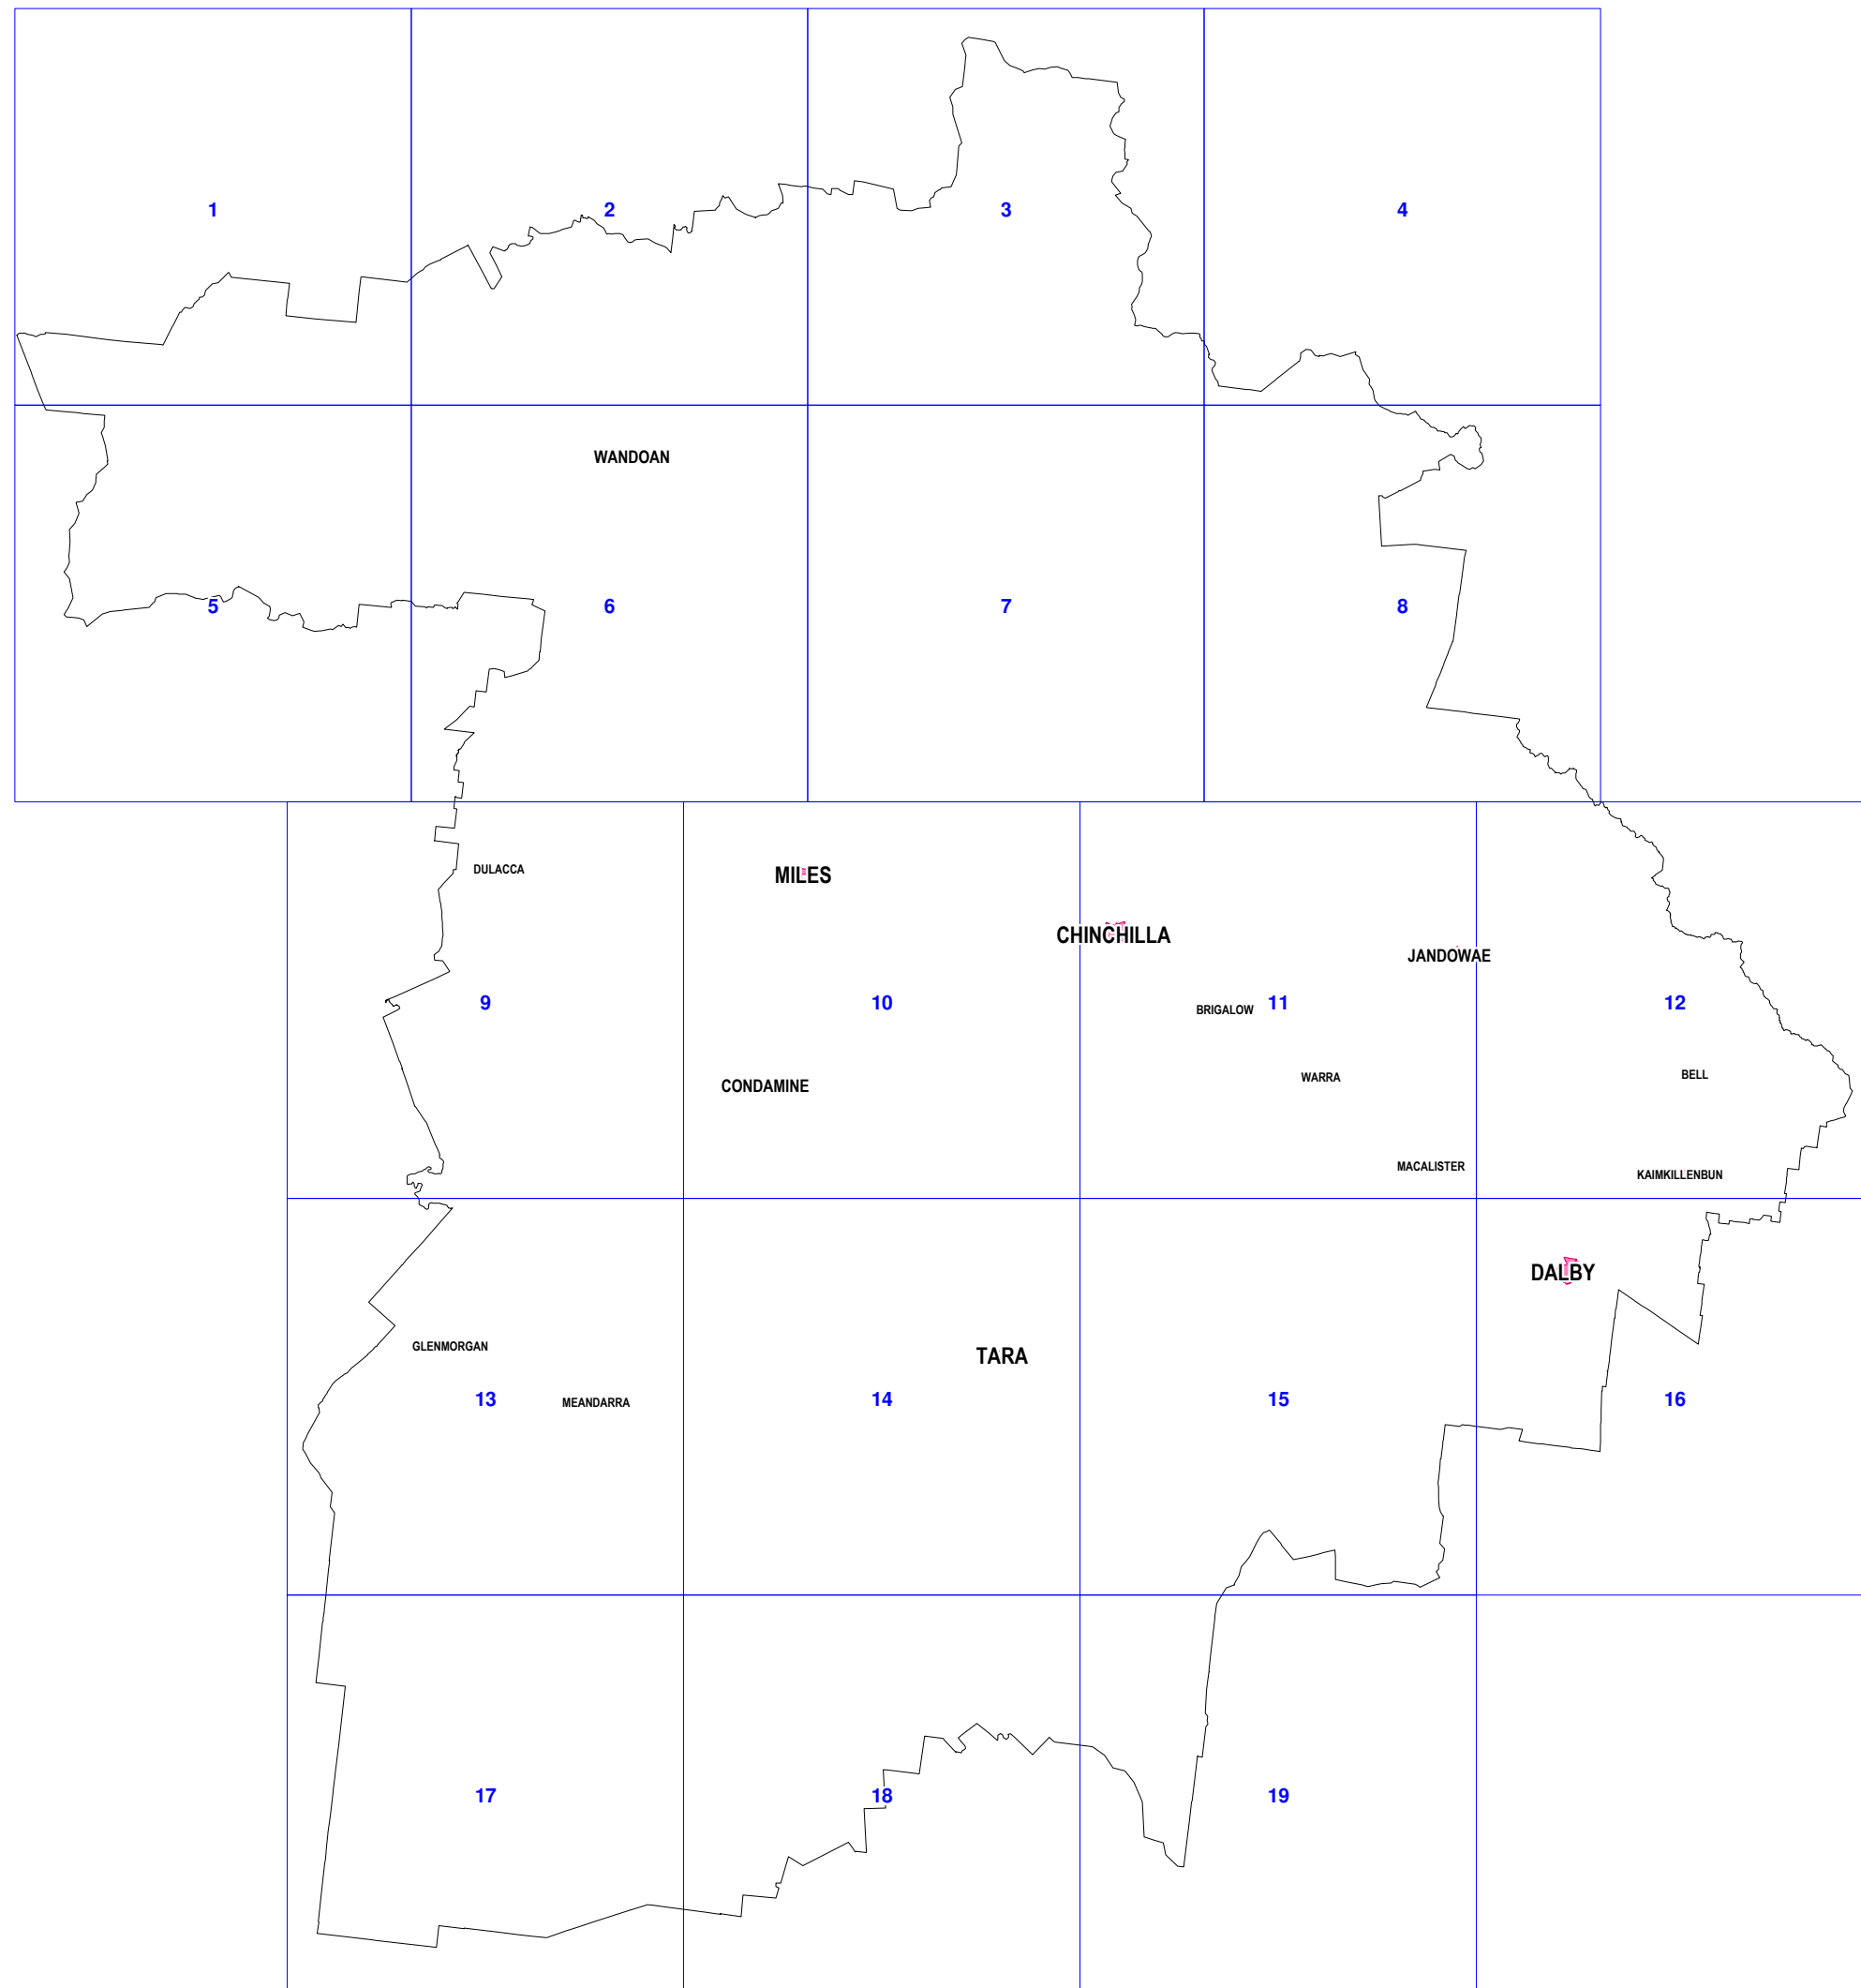 1
2
3
4
WANDOAN
5
6
7
8
DULACCA
MILES
CHINCHILLA
JANDOWAE
9
10
BRIGALOW
11
12
CONDAMINE
WARRA
BELL
MACALISTER
KAIMKILLENBUN
DALBY
GLENMORGAN
TARA
13
MEANDARRA
14
15
16
17
18
19